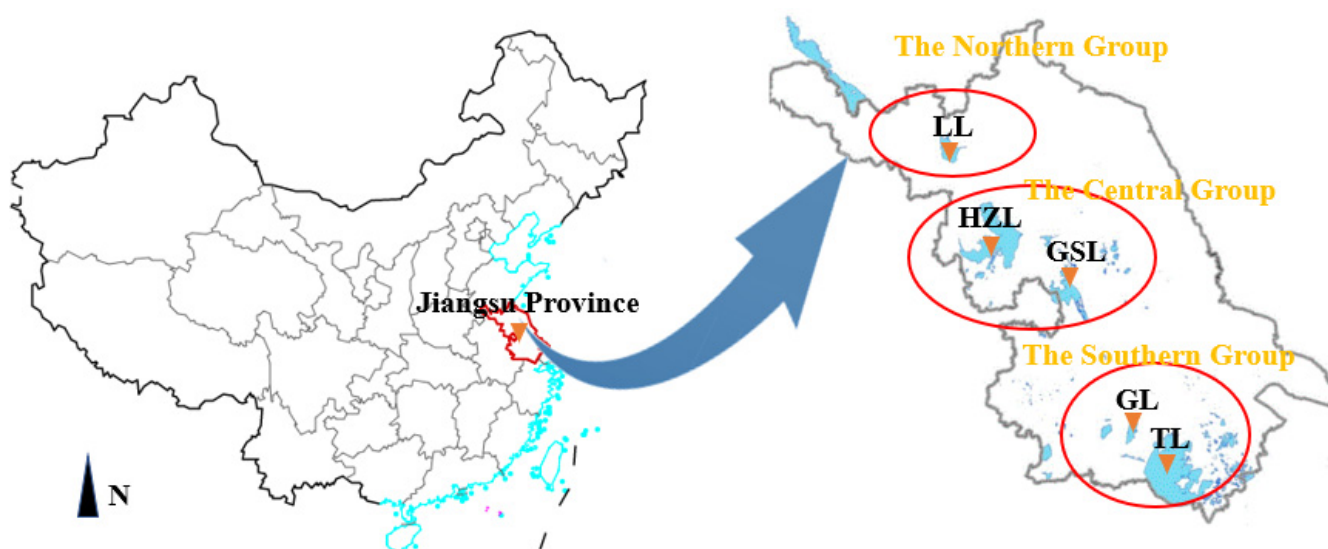 Jiangsu Province
N
The Northern Group
LL
The Central Group
HZL
GSL
The Southern Group
GL
TL